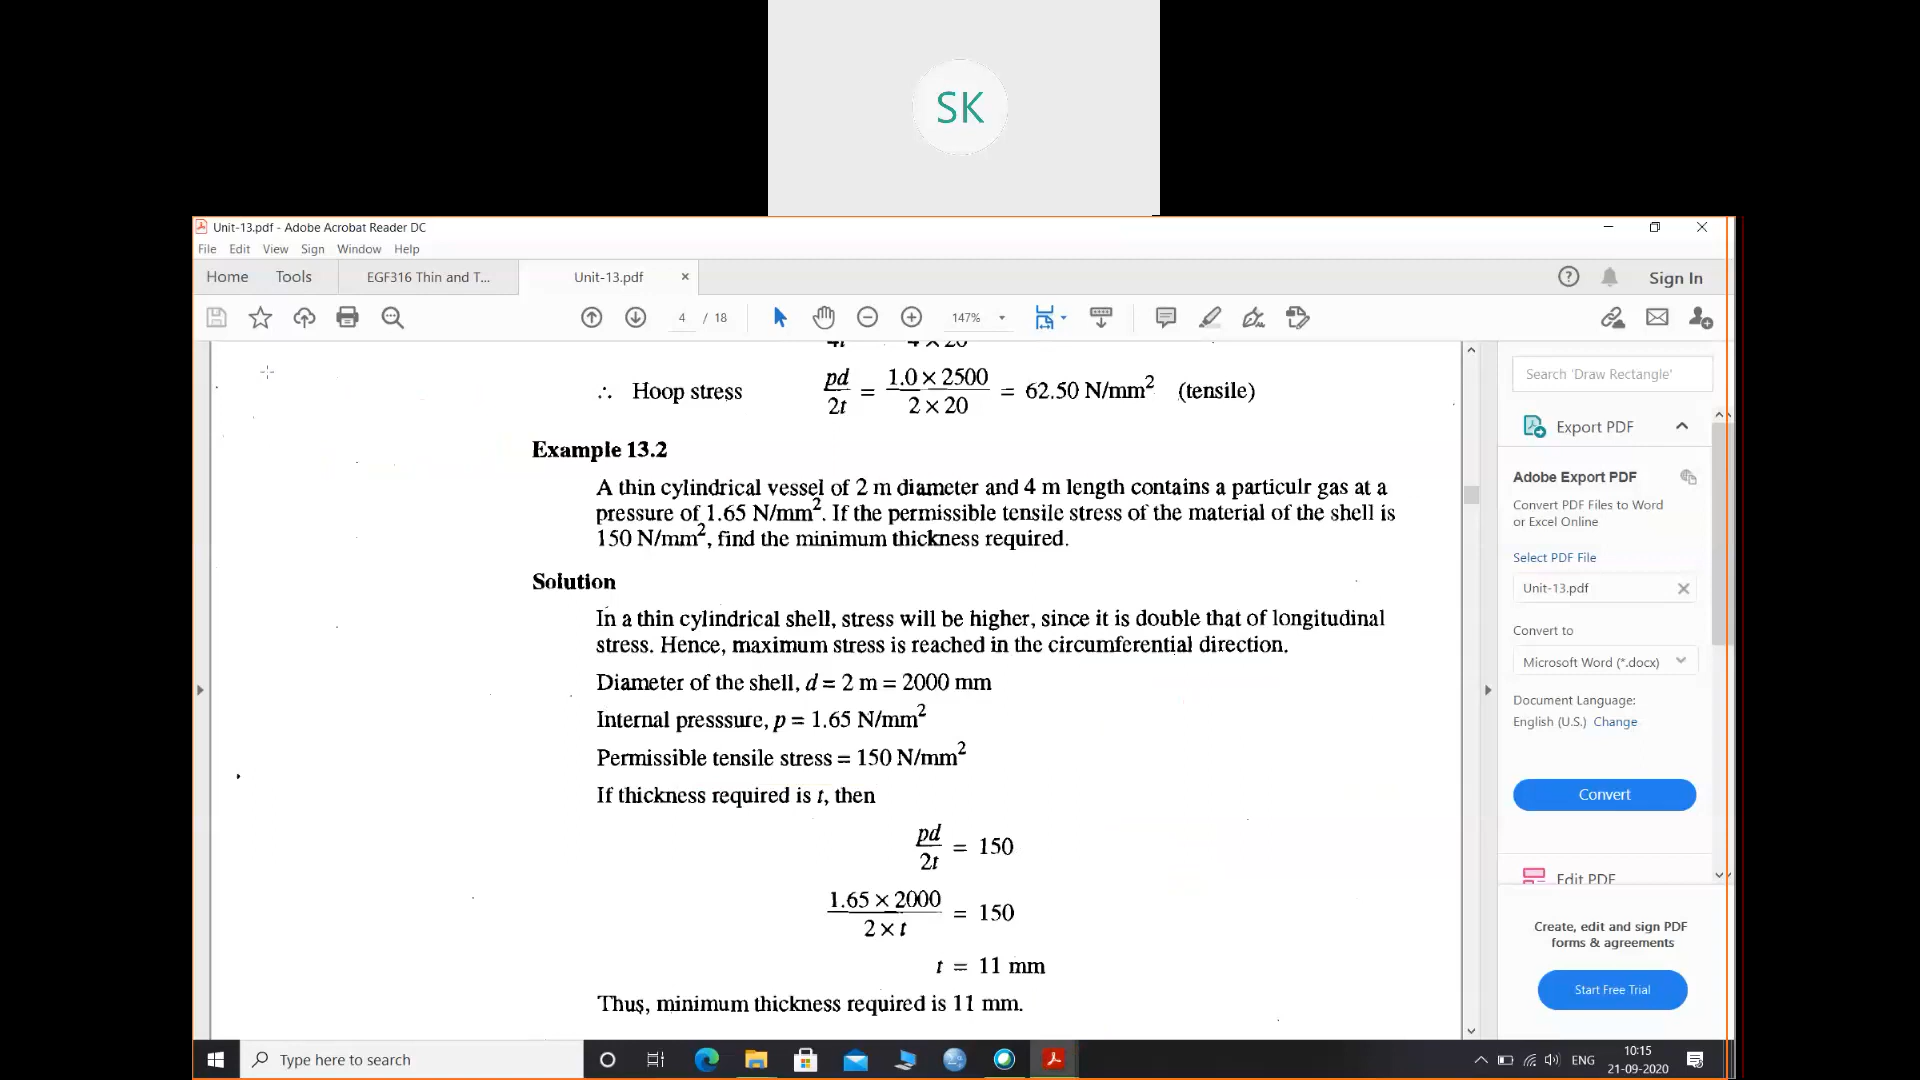 SK
Unit-13.pdf - Adobe Acrobat Reader DC
File Edit View Window Sign Help
Home Tools EGF316 Thin and T... Unit-13.pdf × Sign In
4 / 18 147%
4t 4 × 20
∴ Hoop stress pd/2t = 1.0 × 2500 / 2 × 20 = 62.50 N/mm² (tensile)
Example 13.2
A thin cylindrical vessel of 2 m diameter and 4 m length contains a particulr gas at a
pressure of 1.65 N/mm². If the permissible tensile stress of the material of the shell is
150 N/mm², find the minimum thickness required.
Solution
In a thin cylindrical shell, stress will be higher, since it is double that of longitudinal
stress. Hence, maximum stress is reached in the circumferential direction.
Diameter of the shell, d = 2 m = 2000 mm
Internal presssure, p = 1.65 N/mm²
Permissible tensile stress = 150 N/mm²
If thickness required is t, then
pd/2t = 150
1.65 × 2000 / 2 × t = 150
t = 11 mm
Thus, minimum thickness required is 11 mm.
Search 'Draw Rectangle'
Export PDF
Adobe Export PDF
Convert PDF Files to Word
or Excel Online
Select PDF File
Unit-13.pdf
Convert to
Microsoft Word (*.docx)
Document Language:
English (U.S.) Change
Convert
Edit PDF
Create, edit and sign PDF
forms & agreements
Start Free Trial
Type here to search
ENG
10:15
21-09-2020